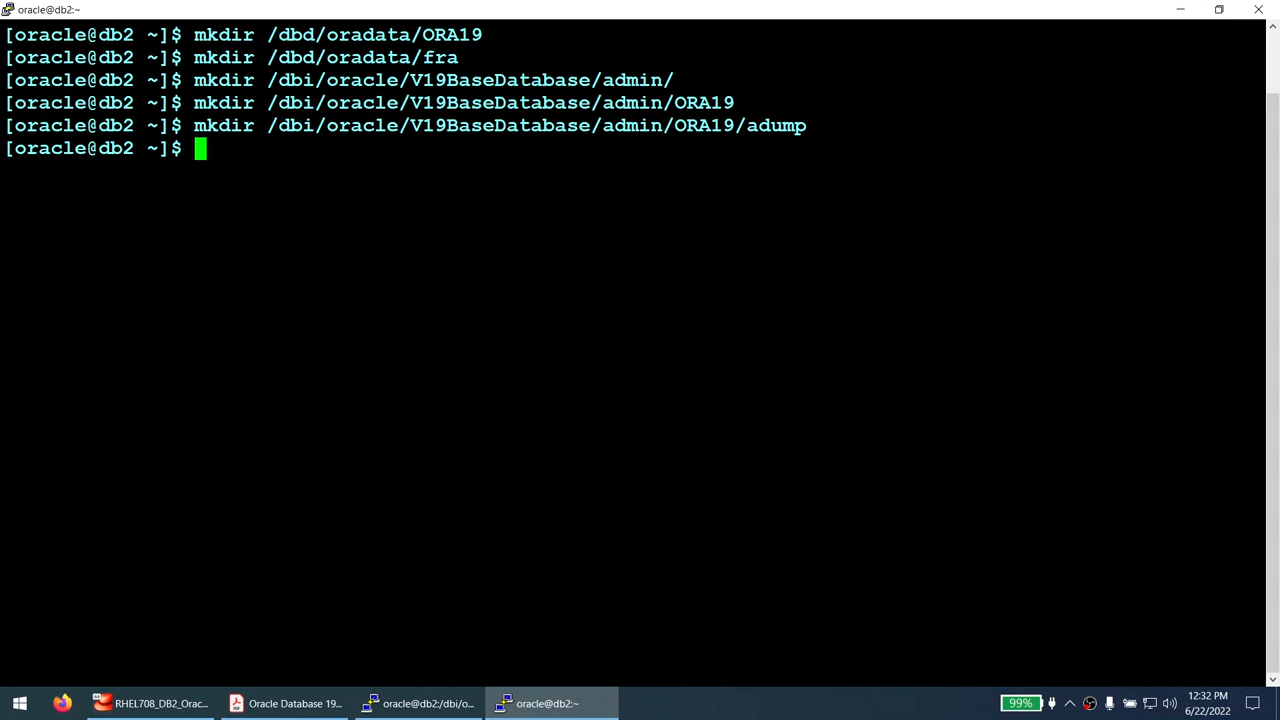 oracle@db2:~
[oracle@db2 ~]$ mkdir /dbd/oradata/ORA19
[oracle@db2 ~]$ mkdir /dbd/oradata/fra
[oracle@db2 ~]$ mkdir /dbi/oracle/V19BaseDatabase/admin/
[oracle@db2 ~]$ mkdir /dbi/oracle/V19BaseDatabase/admin/ORA19
[oracle@db2 ~]$ mkdir /dbi/oracle/V19BaseDatabase/admin/ORA19/adump
[oracle@db2 ~]$
RHEL708_DB2_Orac...
Oracle Database 19...
oracle@db2:/dbi/o...
oracle@db2:~
99%
12:32 PM
6/22/2022